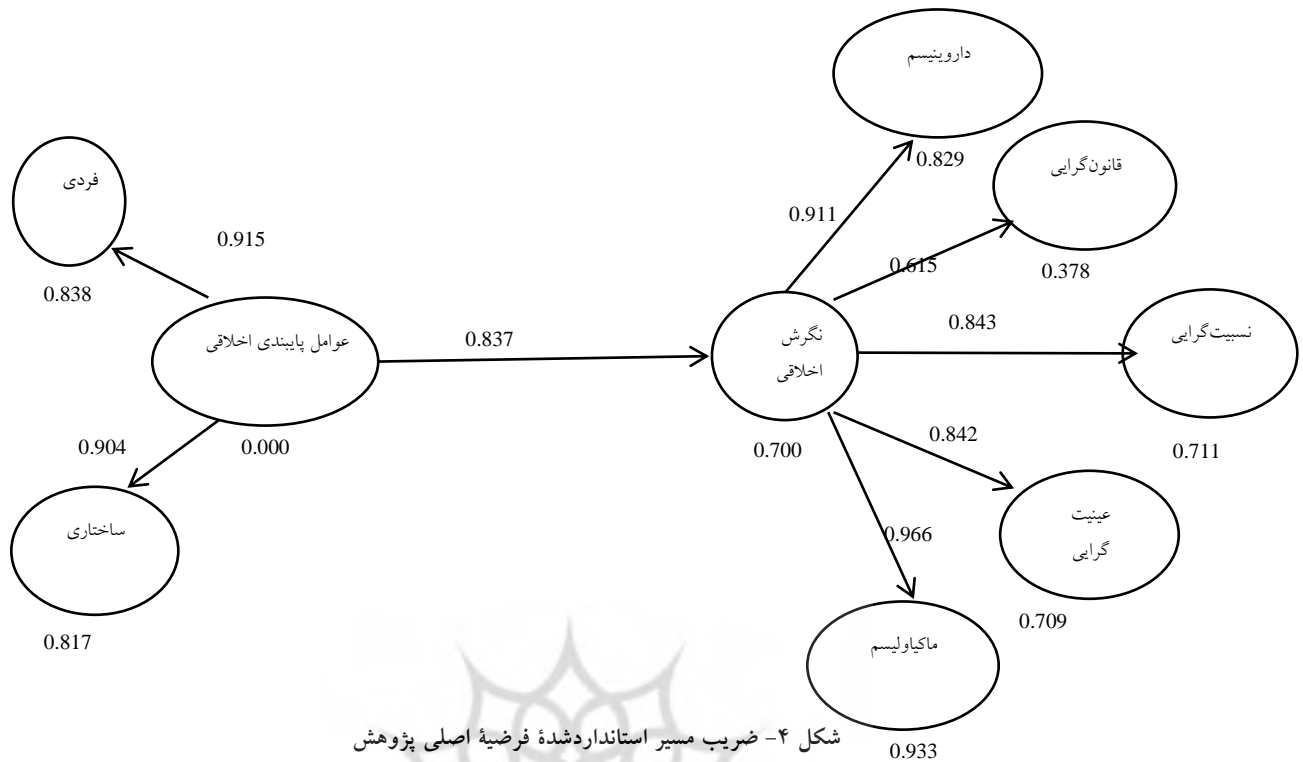 داروینیسم
0.829
قانون‌گرایی
0.911
فردی
0.915
0.615
0.378
0.838
نسبیت‌گرایی
0.843
عوامل پایبندی اخلاقی
0.837
نگرش
اخلاقی
0.904
0.000
0.700
0.842
0.711
ساختاری
عینیت
گرایی
0.966
0.817
0.709
ماکیاولیسم
شکل ۴- ضریب مسیر استانداردشدهٔ فرضیهٔ اصلی پژوهش
0.933